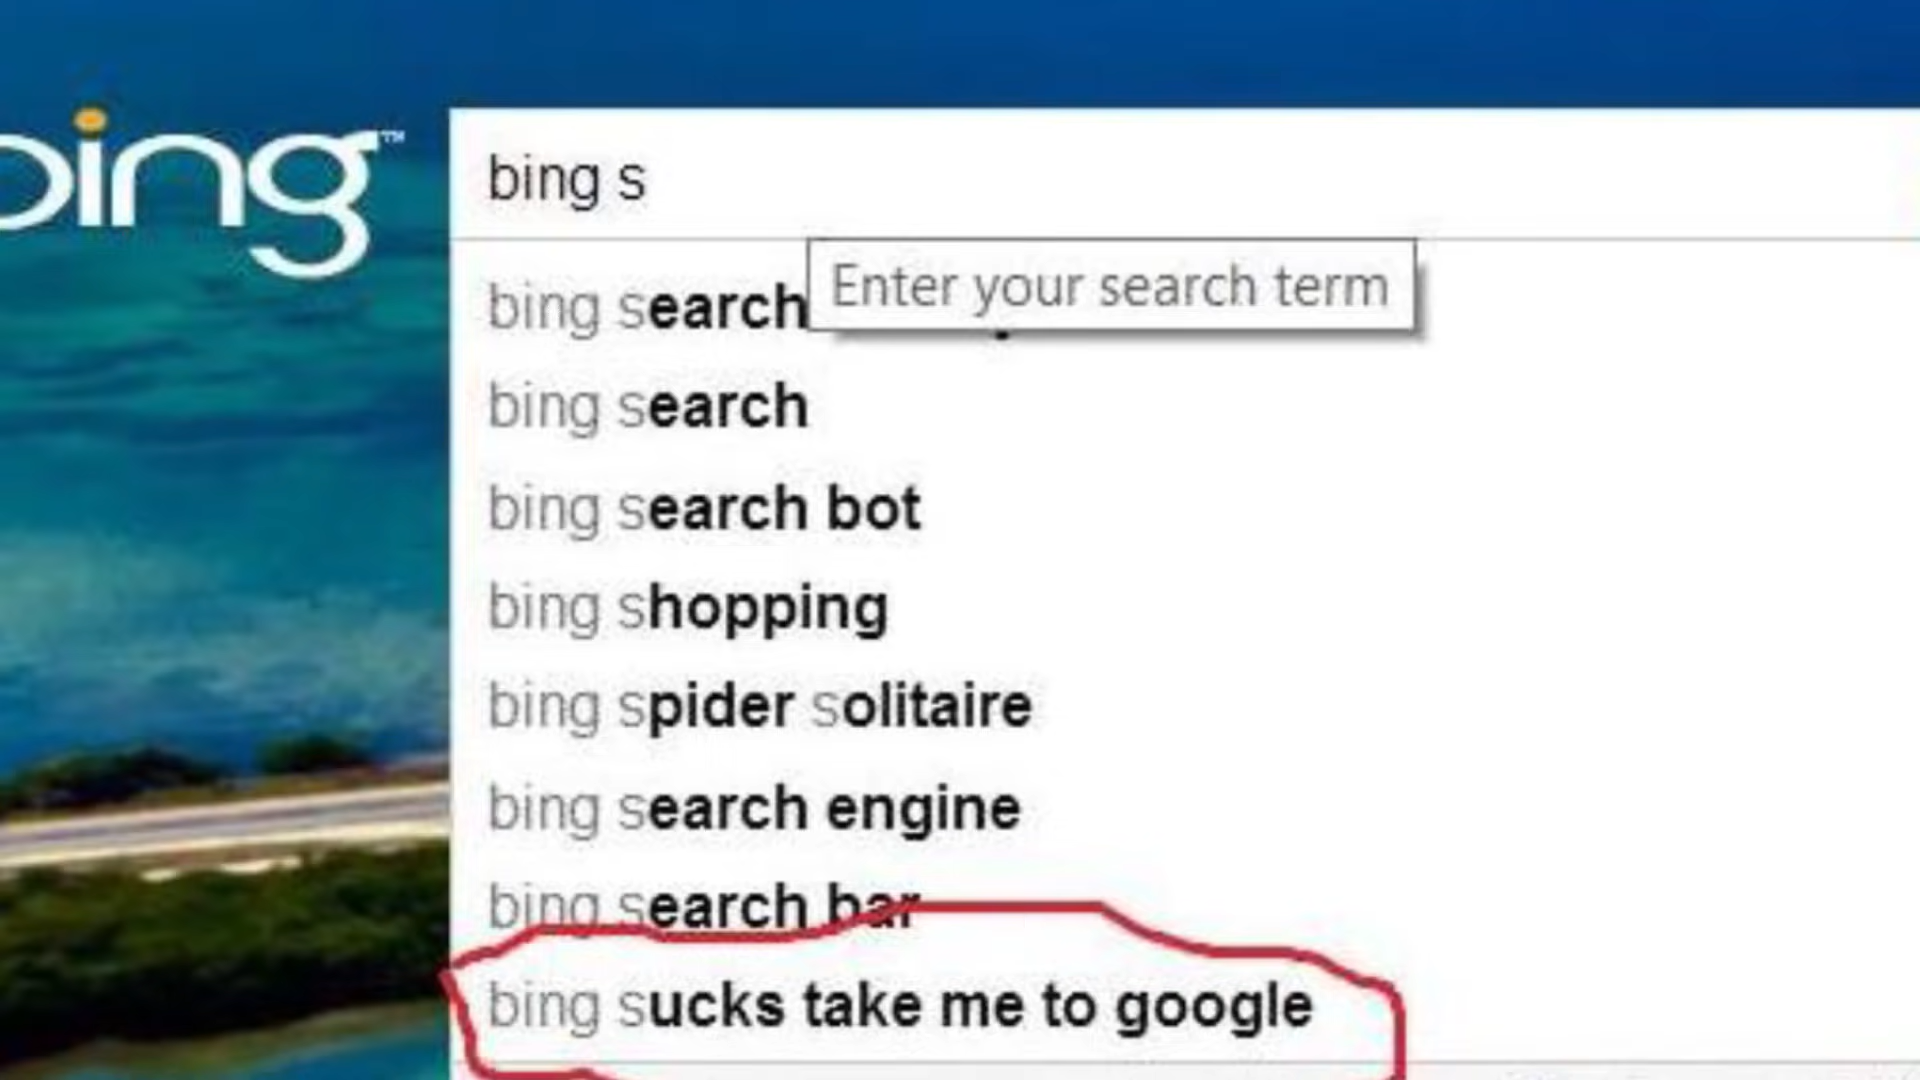 bing™
bing s
Enter your search term
bing search
bing search
bing search bot
bing shopping
bing spider solitaire
bing search engine
bing search bar
bing sucks take me to google